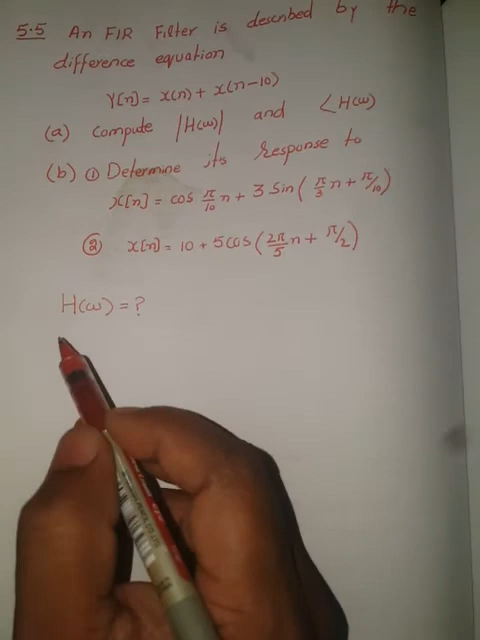 5.5 An FIR Filter is described by the
difference equation
Y[n] = x(n) + x(n-10)
(a) Compute |H(ω)| and ∠H(ω)
(b) ① Determine its response to
x[n] = cos π/10 n + 3 Sin(π/3 n + π/10)
② x[n] = 10 + 5 cos(2π/5 n + π/2)
H(ω) = ?